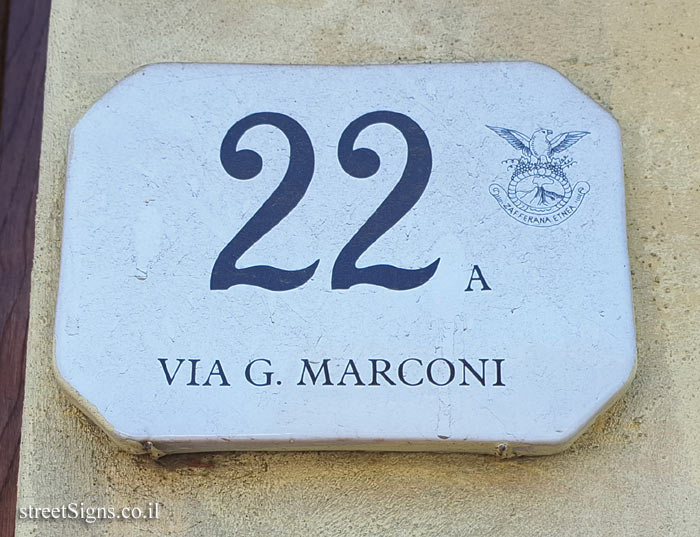 22 A
ZAFFERANA ETNEA
VIA G. MARCONI
streetSigns.co.il